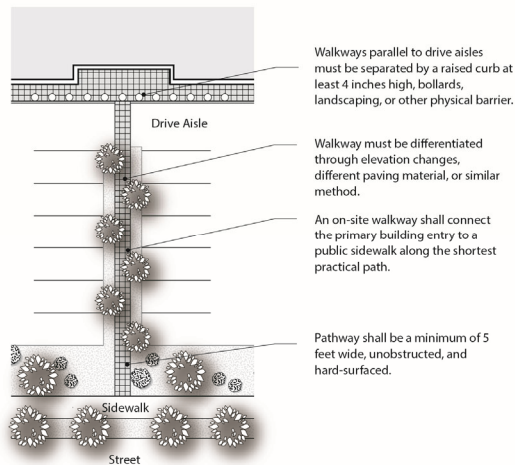 Walkways parallel to drive aisles
must be separated by a raised curb at
least 4 inches high, bollards,
landscaping, or other physical barrier.
Drive Aisle
Walkway must be differentiated
through elevation changes,
different paving material, or similar
method.
An on-site walkway shall connect
the primary building entry to a
public sidewalk along the shortest
practical path.
Pathway shall be a minimum of 5
feet wide, unobstructed, and
hard-surfaced.
Sidewalk
Street